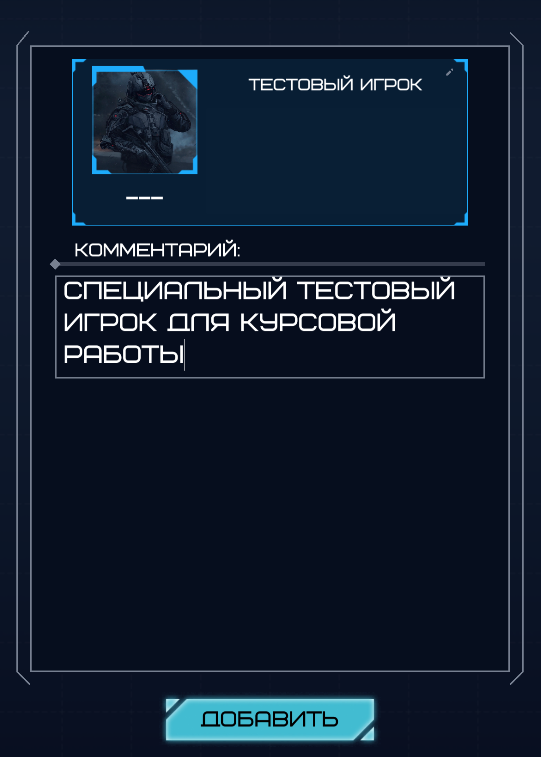 ТЕСТОВЫЙ ИГРОК
---
КОММЕНТАРИЙ:
СПЕЦИАЛЬНЫЙ ТЕСТОВЫЙ
ИГРОК ДЛЯ КУРСОВОЙ
РАБОТЫ
ДОБАВИТЬ